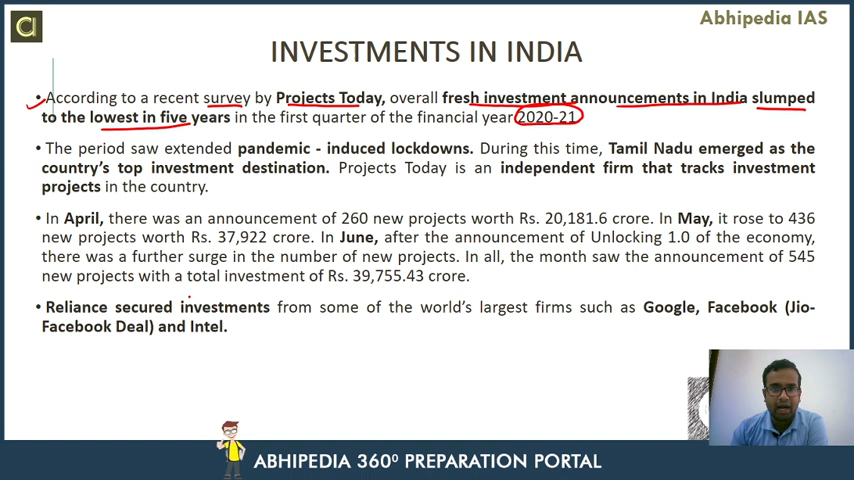 Abhipedia IAS
INVESTMENTS IN INDIA
• According to a recent survey by Projects Today, overall fresh investment announcements in India slumped
to the lowest in five years in the first quarter of the financial year 2020-21
• The period saw extended pandemic - induced lockdowns. During this time, Tamil Nadu emerged as the
country's top investment destination. Projects Today is an independent firm that tracks investment
projects in the country.
• In April, there was an announcement of 260 new projects worth Rs. 20,181.6 crore. In May, it rose to 436
new projects worth Rs. 37,922 crore. In June, after the announcement of Unlocking 1.0 of the economy,
there was a further surge in the number of new projects. In all, the month saw the announcement of 545
new projects with a total investment of Rs. 39,755.43 crore.
• Reliance secured investments from some of the world's largest firms such as Google, Facebook (Jio-
Facebook Deal) and Intel.
ABHIPEDIA 360⁰ PREPARATION PORTAL